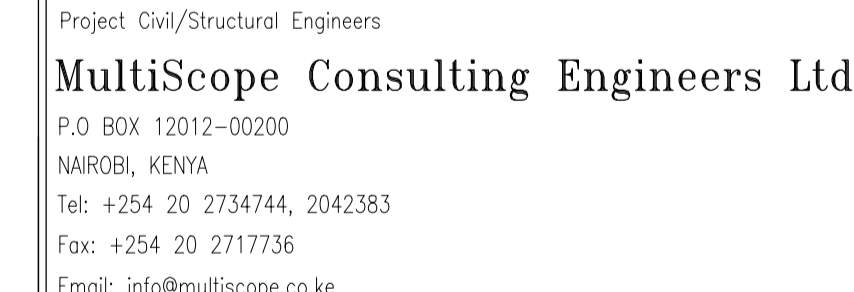 Project Civil/Structural Engineers
MultiScope Consulting Engineers Ltd
P.O BOX 12012-00200
NAIROBI, KENYA
Tel: +254 20 2734744, 2042383
Fax: +254 20 2717736
Email: info@multiscope.co.ke